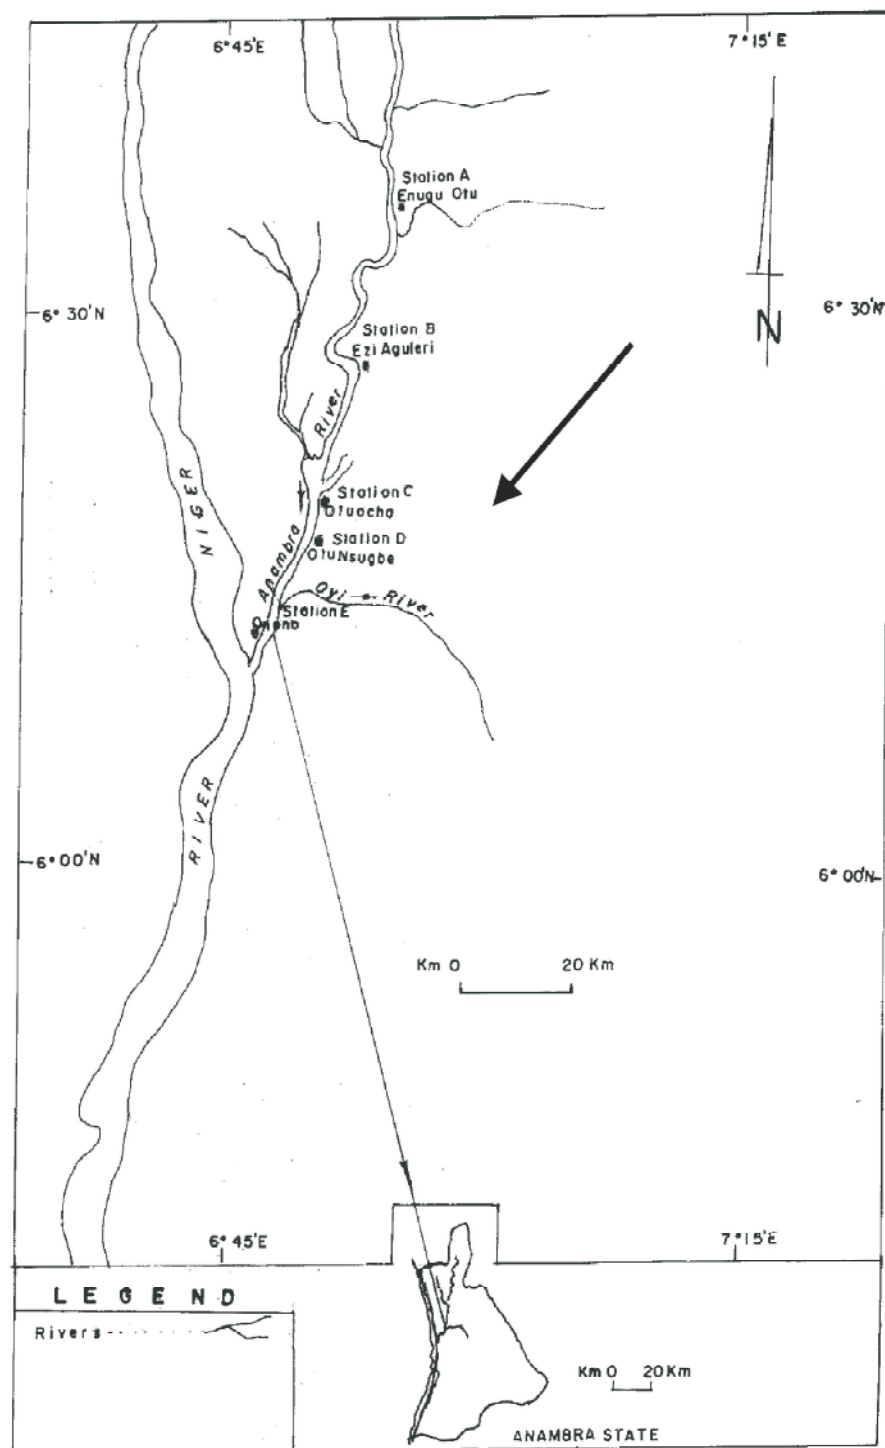 6° 45'E
7° 15' E
Station A
Enugu Otu
6° 30'N
6° 30'N
N
Station B
Ezi Aguleri
River
NIGER
Station C
Otuocha
Station D
Otu Nsugbe
Anambra
Oyi River
Station E
RIVER
6° 00'N
6° 00'N
Km 0 20 Km
6° 45'E
7° 15'E
LEGEND
Rivers
Km 0 20 Km
ANAMBRA STATE